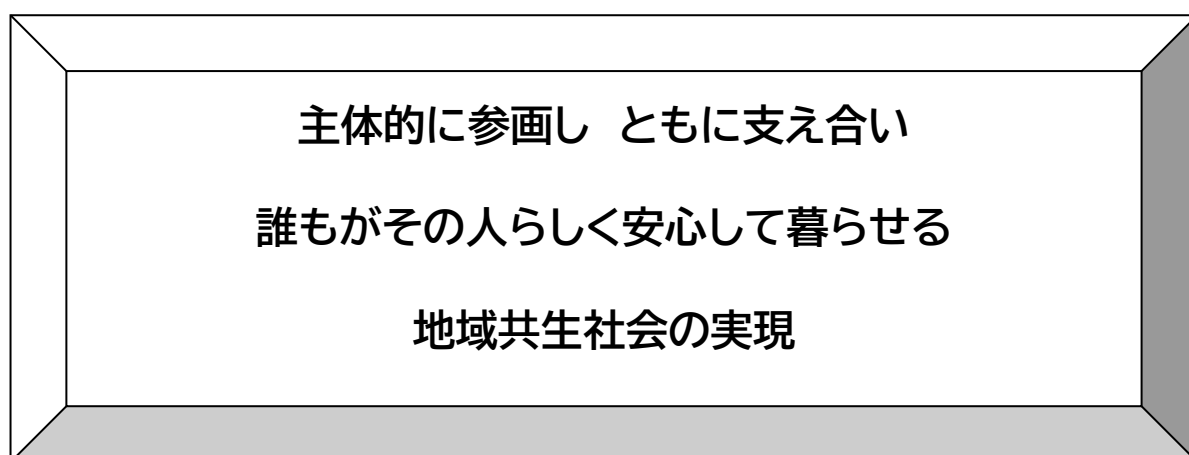 主体的に参画し ともに支え合い
誰もがその人らしく安心して暮らせる
地域共生社会の実現